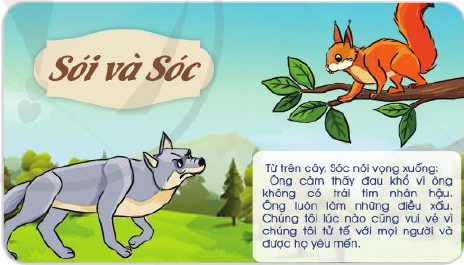 Sói và Sóc
Từ trên cây, Sóc nói vọng xuống:
Ông cảm thấy đau khổ vì ông
không có trái tim nhân hậu.
Ông luôn làm những điều xấu.
Chúng tôi lúc nào cũng vui vẻ vì
chúng tôi tử tế với mọi người và
được họ yêu mến.